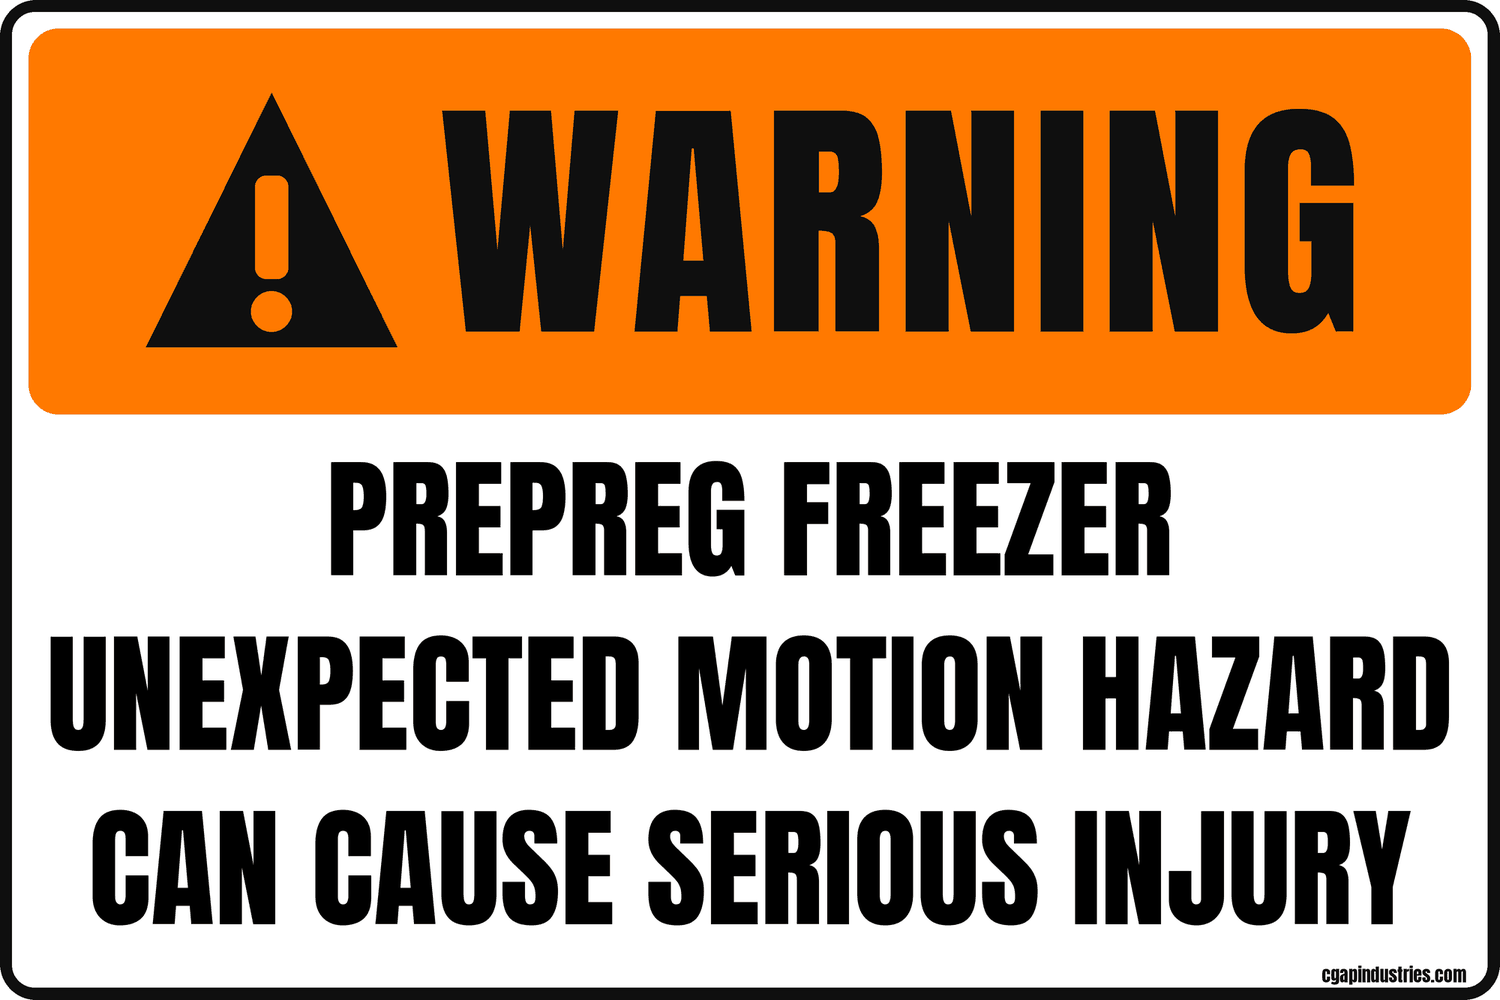 WARNING
PREPREG FREEZER
UNEXPECTED MOTION HAZARD
CAN CAUSE SERIOUS INJURY
cgapindustries.com